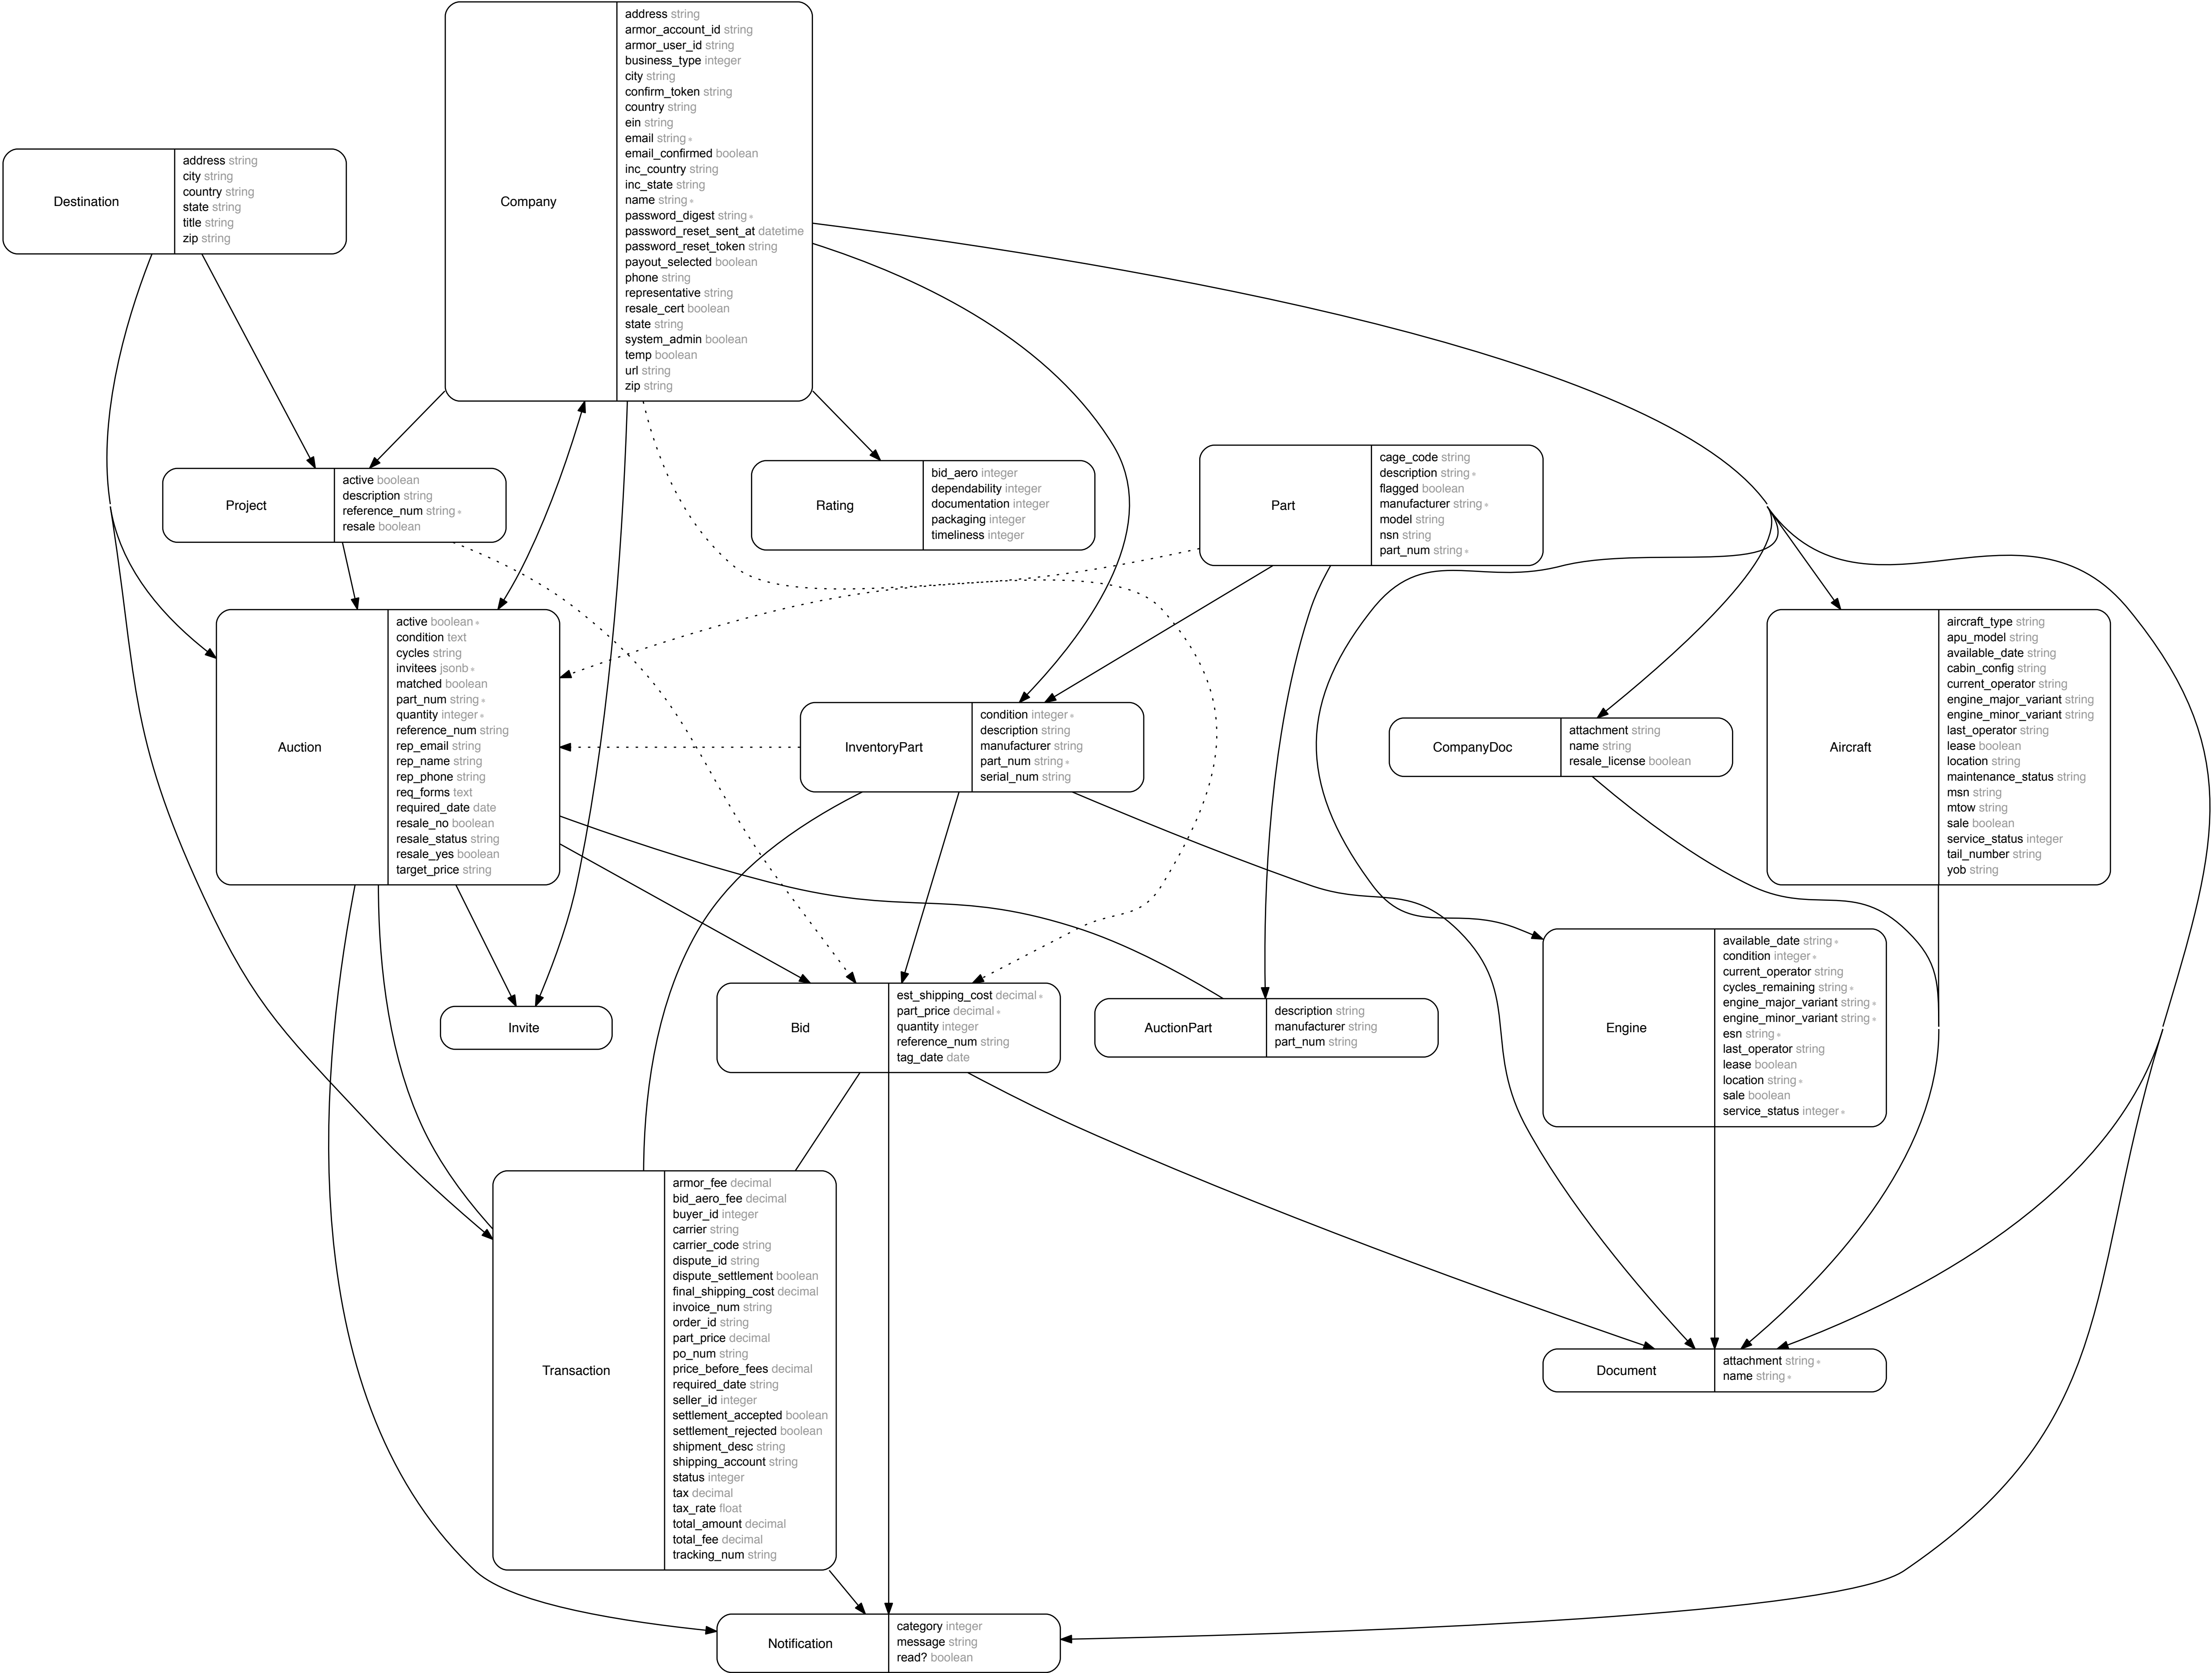 Company
address string
armor_account_id string
armor_user_id string
business_type integer
city string
confirm_token string
country string
ein string
email string *
email_confirmed boolean
inc_country string
inc_state string
name string *
password_digest string *
password_reset_sent_at datetime
password_reset_token string
payout_selected boolean
phone string
representative string
resale_cert boolean
state string
system_admin boolean
temp boolean
url string
zip string
Destination
address string
city string
country string
state string
title string
zip string
Project
active boolean
description string
reference_num string *
resale boolean
Rating
bid_aero integer
dependability integer
documentation integer
packaging integer
timeliness integer
Part
cage_code string
description string *
flagged boolean
manufacturer string *
model string
nsn string
part_num string *
Auction
active boolean *
condition text
cycles string
invitees jsonb *
matched boolean
part_num string *
quantity integer *
reference_num string
rep_email string
rep_name string
rep_phone string
req_forms text
required_date date
resale_no boolean
resale_status string
resale_yes boolean
target_price string
InventoryPart
condition integer *
description string
manufacturer string
part_num string *
serial_num string
CompanyDoc
attachment string
name string
resale_license boolean
Aircraft
aircraft_type string
apu_model string
available_date string
cabin_config string
current_operator string
engine_major_variant string
engine_minor_variant string
last_operator string
lease boolean
location string
maintenance_status string
msn string
mtow string
sale boolean
service_status integer
tail_number string
yob string
Invite
Bid
est_shipping_cost decimal *
part_price decimal *
quantity integer
reference_num string
tag_date date
AuctionPart
description string
manufacturer string
part_num string
Engine
available_date string *
condition integer *
current_operator string
cycles_remaining string *
engine_major_variant string *
engine_minor_variant string *
esn string *
last_operator string
lease boolean
location string *
sale boolean
service_status integer *
Transaction
armor_fee decimal
bid_aero_fee decimal
buyer_id integer
carrier string
carrier_code string
dispute_id string
dispute_settlement boolean
final_shipping_cost decimal
invoice_num string
order_id string
part_price decimal
po_num string
price_before_fees decimal
required_date string
seller_id integer
settlement_accepted boolean
settlement_rejected boolean
shipment_desc string
shipping_account string
status integer
tax decimal
tax_rate float
total_amount decimal
total_fee decimal
tracking_num string
Document
attachment string *
name string *
Notification
category integer
message string
read? boolean